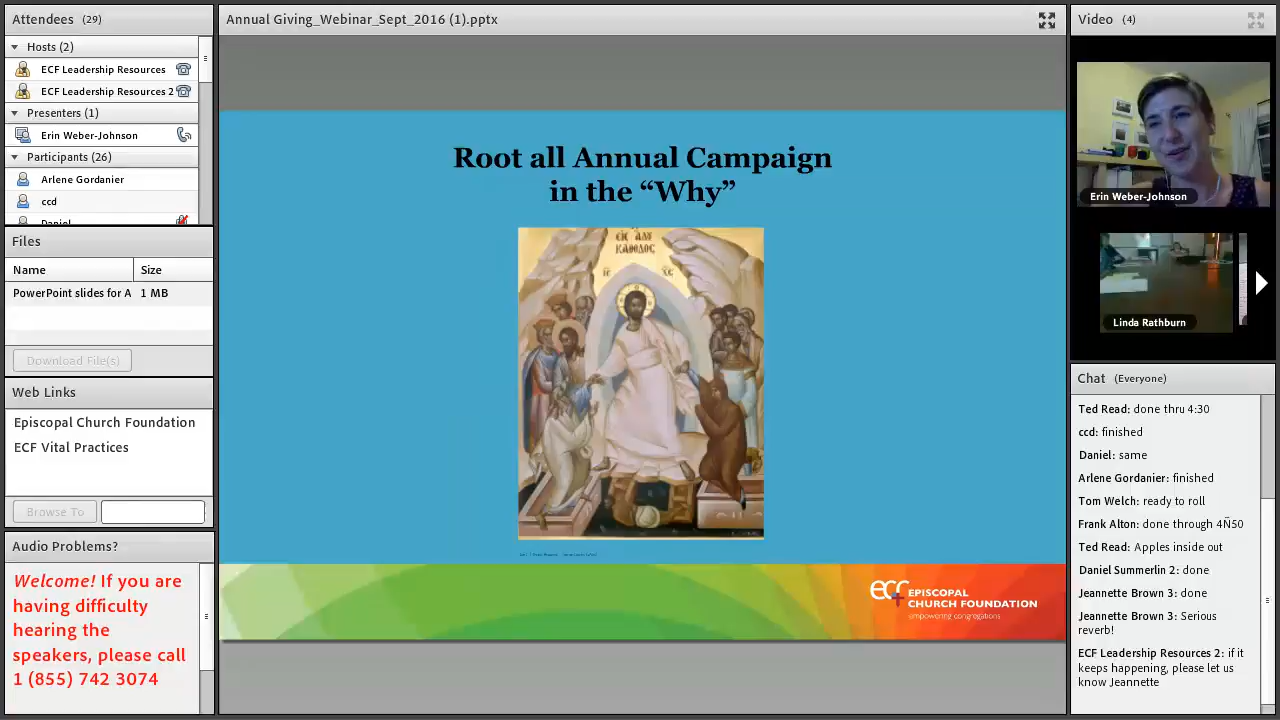 Attendees (29)
Hosts (2)
ECF Leadership Resources
ECF Leadership Resources 2
Presenters (1)
Erin Weber-Johnson
Participants (26)
Arlene Gordanier
ccd
Daniel
Files
Name Size
PowerPoint slides for A 1 MB
Download File(s)
Web Links
Episcopal Church Foundation
ECF Vital Practices
Browse To
Audio Problems?
Welcome! If you are
having difficulty
hearing the
speakers, please call
1 (855) 742 3074
Annual Giving_Webinar_Sept_2016 (1).pptx
Root all Annual Campaign
in the “Why”
ecf EPISCOPAL
CHURCH FOUNDATION
empowering congregations
Video (4)
Erin Weber-Johnson
Linda Rathburn
Chat (Everyone)
Ted Read: done thru 4:30
ccd: finished
Daniel: same
Arlene Gordanier: finished
Tom Welch: ready to roll
Frank Alton: done through 4Ñ50
Ted Read: Apples inside out
Daniel Summerlin 2: done
Jeannette Brown 3: done
Jeannette Brown 3: Serious
reverb!
ECF Leadership Resources 2: if it
keeps happening, please let us
know Jeannette